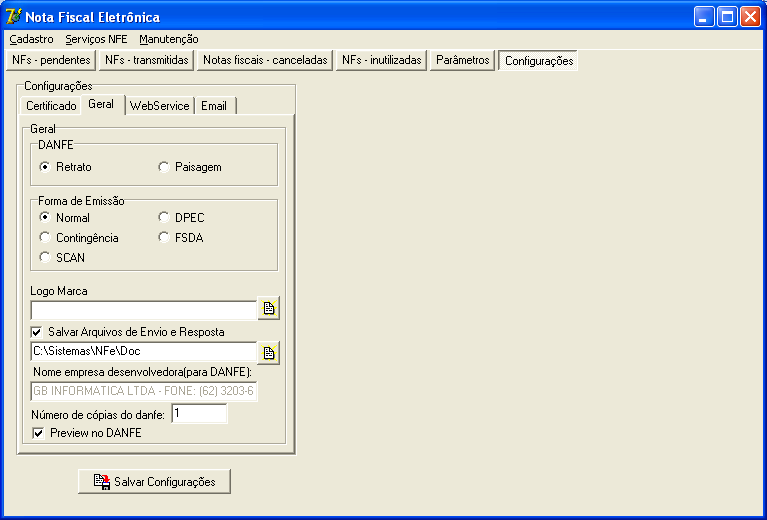 Nota Fiscal Eletrônica
Cadastro Serviços NFE Manutenção
NFs - pendentes NFs - transmitidas Notas fiscais - canceladas NFs - inutilizadas Parâmetros Configurações
Configurações
Certificado Geral WebService Email
Geral
DANFE
Retrato Paisagem
Forma de Emissão
Normal DPEC
Contingência FSDA
SCAN
Logo Marca
Salvar Arquivos de Envio e Resposta
C:\Sistemas\NFe\Doc
Nome empresa desenvolvedora(para DANFE):
GB INFORMATICA LTDA - FONE: (62) 3203-6
Número de cópias do danfe: 1
Preview no DANFE
Salvar Configurações